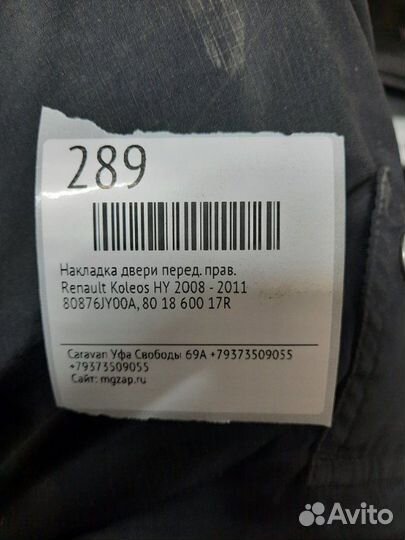 289
Накладка двери перед. прав.
Renault Koleos HY 2008 - 2011
80876JY00A, 80 18 600 17R
Caravan Уфа Свободы 69А +79373509055
+79373509055
Сайт: mgzap.ru
Avito